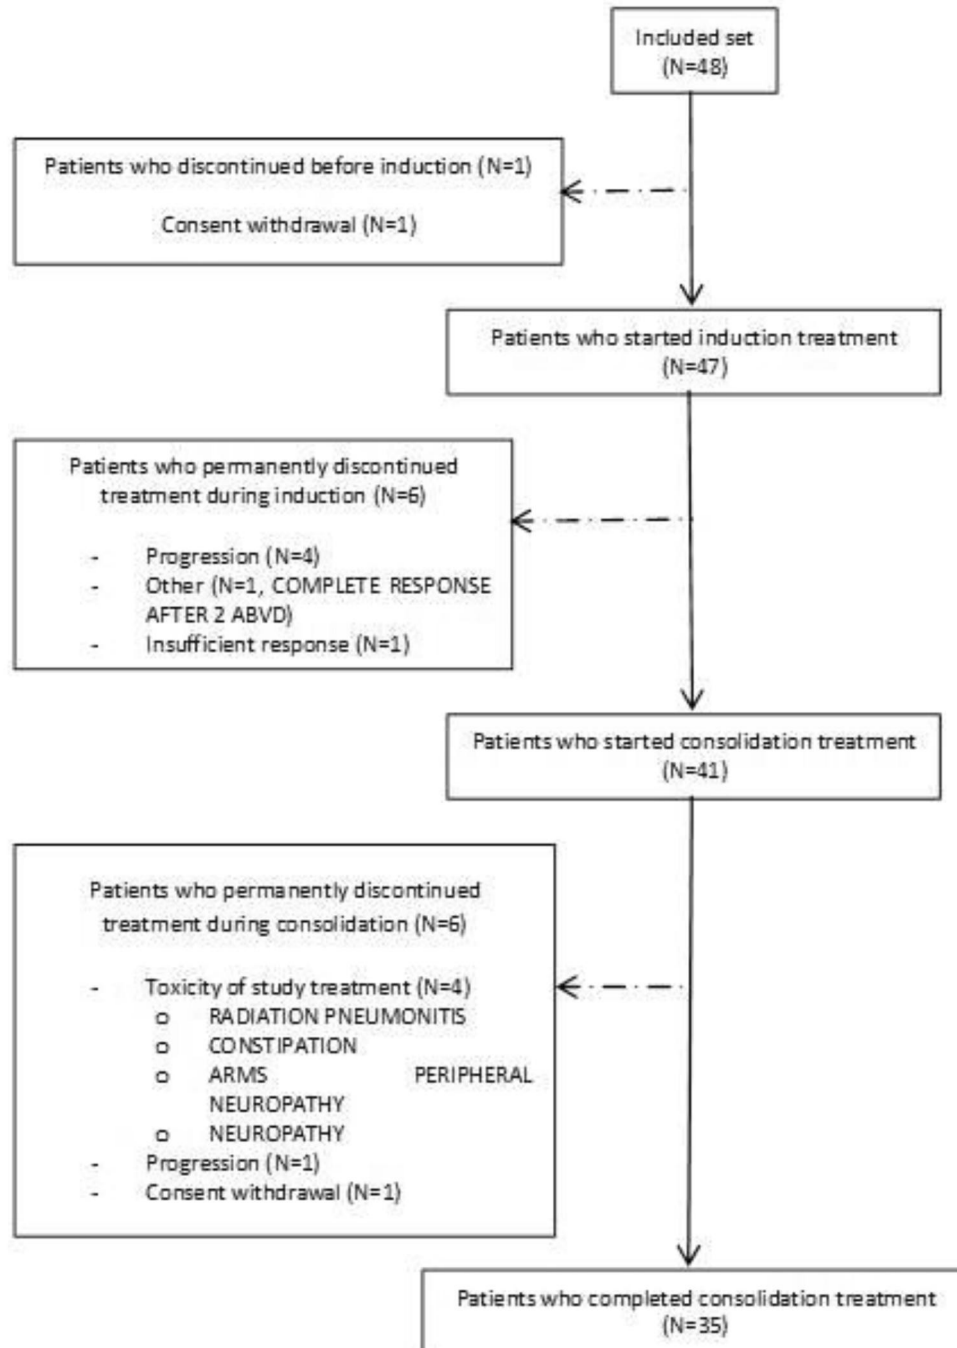 Included set
(N=48)
Patients who discontinued before induction (N=1)
Consent withdrawal (N=1)
Patients who started induction treatment
(N=47)
Patients who permanently discontinued
treatment during induction (N=6)
- Progression (N=4)
- Other (N=1, COMPLETE RESPONSE
AFTER 2 ABVD)
- Insufficient response (N=1)
Patients who started consolidation treatment
(N=41)
Patients who permanently discontinued
treatment during consolidation (N=6)
- Toxicity of study treatment (N=4)
o RADIATION PNEUMONITIS
o CONSTIPATION
o ARMS PERIPHERAL
NEUROPATHY
o NEUROPATHY
- Progression (N=1)
- Consent withdrawal (N=1)
Patients who completed consolidation treatment
(N=35)